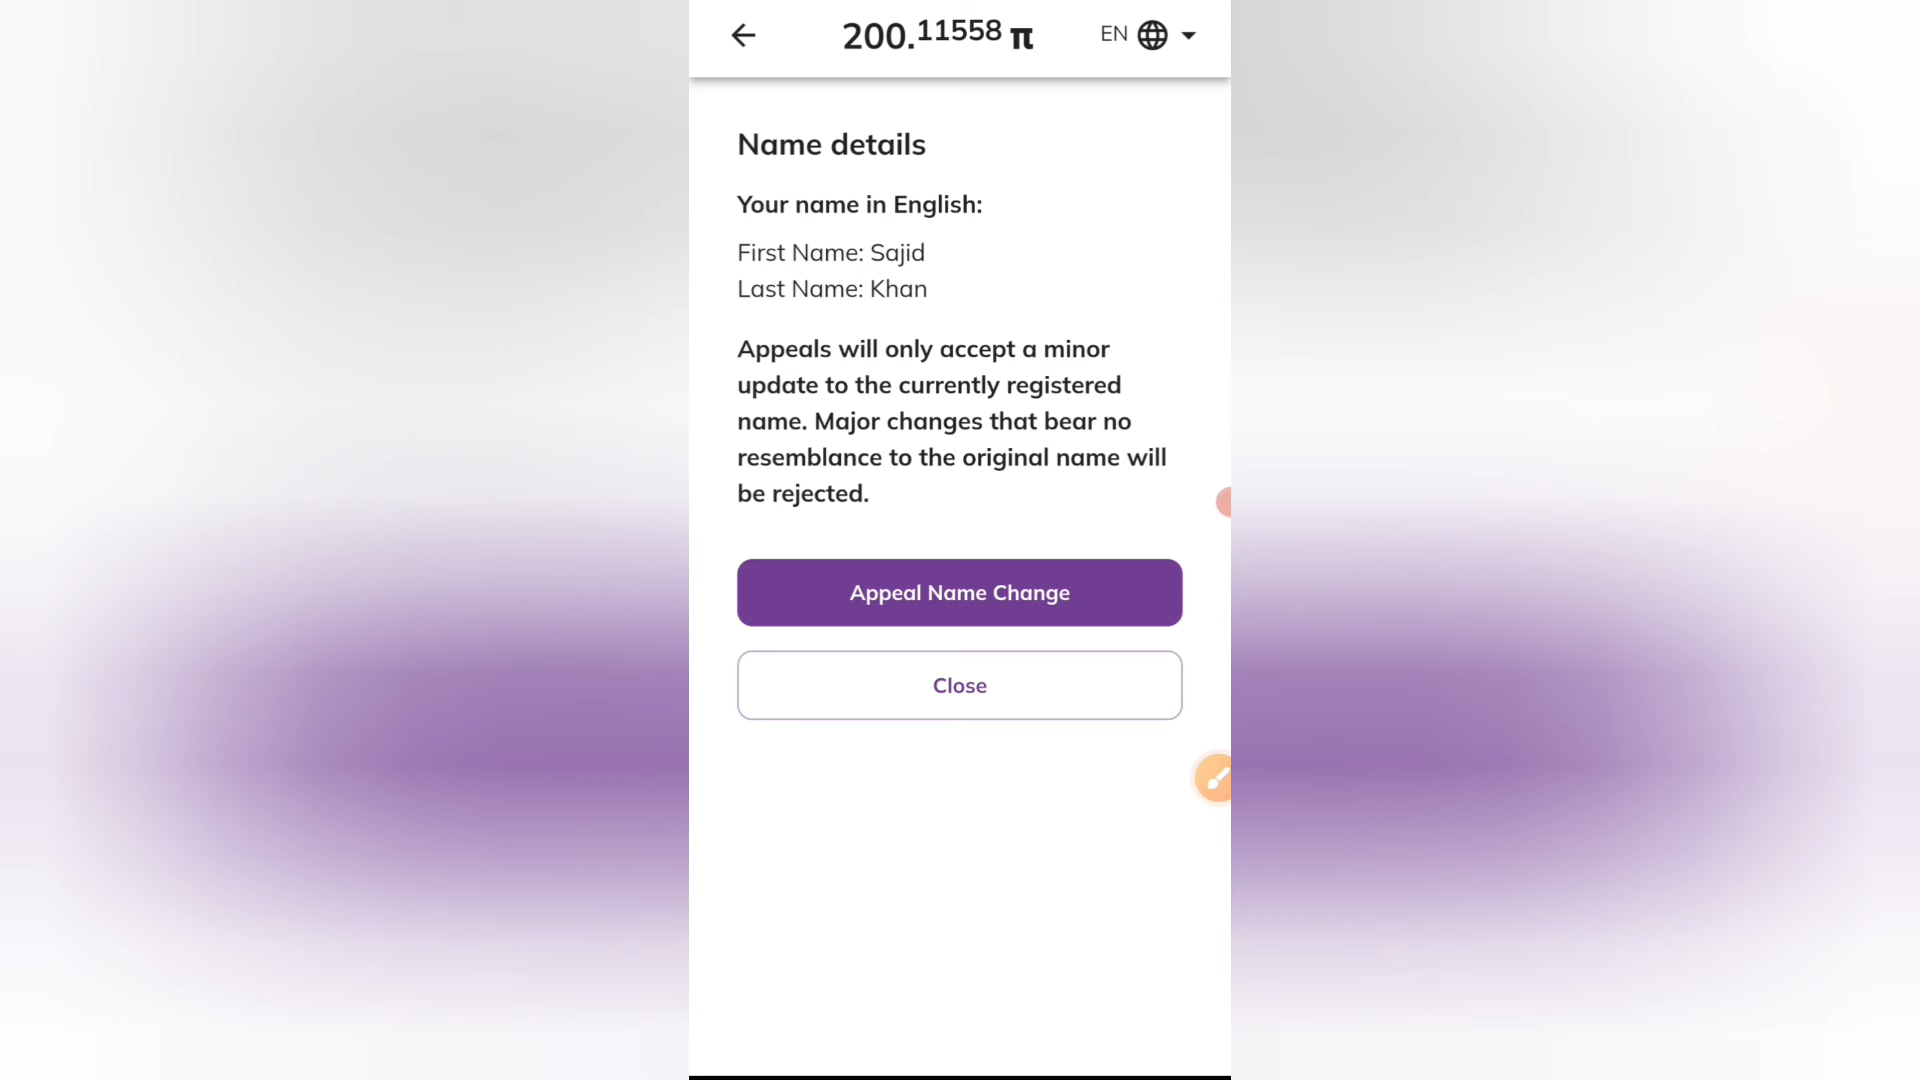 200.11558 π EN
Name details
Your name in English:
First Name: Sajid
Last Name: Khan
Appeals will only accept a minor
update to the currently registered
name. Major changes that bear no
resemblance to the original name will
be rejected.
Appeal Name Change
Close